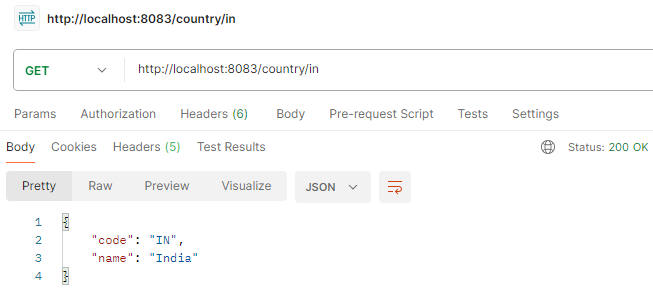 HTTP http://localhost:8083/country/in
GET http://localhost:8083/country/in
Params Authorization Headers (6) Body Pre-request Script Tests Settings
Body Cookies Headers (5) Test Results Status: 200 OK
Pretty Raw Preview Visualize JSON
1 {
2 "code": "IN",
3 "name": "India"
4 }